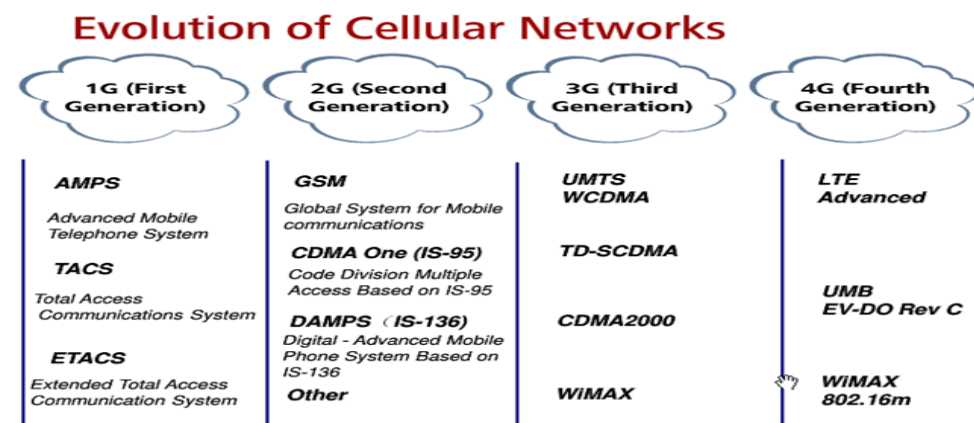 Evolution of Cellular Networks
1G (First
Generation)
2G (Second
Generation)
3G (Third
Generation)
4G (Fourth
Generation)
AMPS
Advanced Mobile
Telephone System
TACS
Total Access
Communications System
ETACS
Extended Total Access
Communication System
GSM
Global System for Mobile
communications
CDMA One (IS-95)
Code Division Multiple
Access Based on IS-95
DAMPS（IS-136)
Digital - Advanced Mobile
Phone System Based on
IS-136
Other
UMTS
WCDMA
TD-SCDMA
CDMA2000
WiMAX
LTE
Advanced
UMB
EV-DO Rev C
WiMAX
802.16m